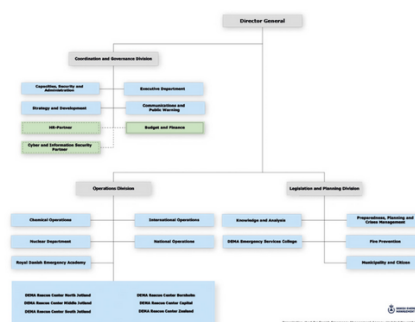 Director General
Coordination and Governance Division
Capacities, Security and
Administration
Executive Department
Strategy and Development
Communications and
Public Warning
HR-Partner
Budget and Finance
Cyber and Information Security
Partner
Operations Division
Legislation and Planning Division
Chemical Operations
International Operations
Knowledge and Analysis
Preparedness, Planning and
Crises Management
Nuclear Department
National Operations
DEMA Emergency Services College
Fire Prevention
Royal Danish Emergency Academy
Municipality and Citizen
DEMA Rescue Center North Jutland
DEMA Rescue Center Bornholm
DEMA Rescue Center Middle Jutland
DEMA Rescue Center Capital
DEMA Rescue Center South Jutland
DEMA Rescue Center Zealand